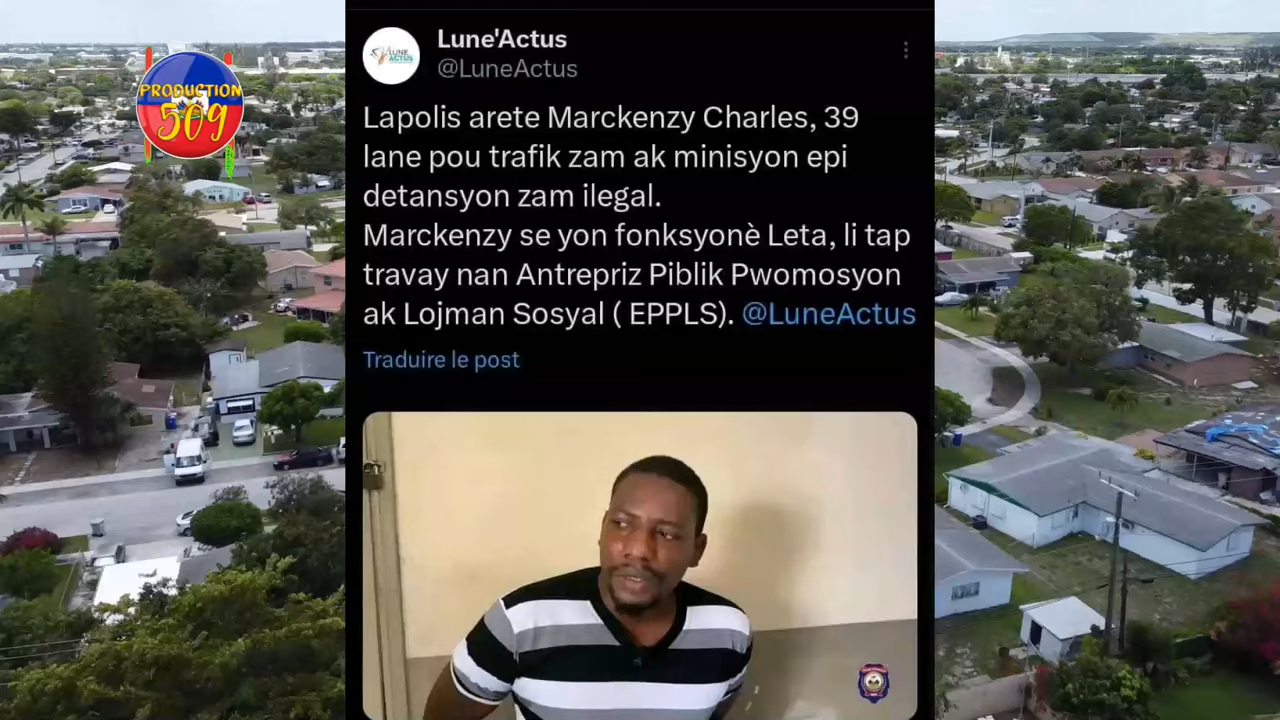 PRODUCTION
509
LUNE
ACTUS
Lune'Actus
@LuneActus
Lapolis arete Marckenzy Charles, 39
lane pou trafik zam ak minisyon epi
detansyon zam ilegal.
Marckenzy se yon fonksyonè Leta, li tap
travay nan Antrepriz Piblik Pwomosyon
ak Lojman Sosyal ( EPPLS). @LuneActus
Traduire le post